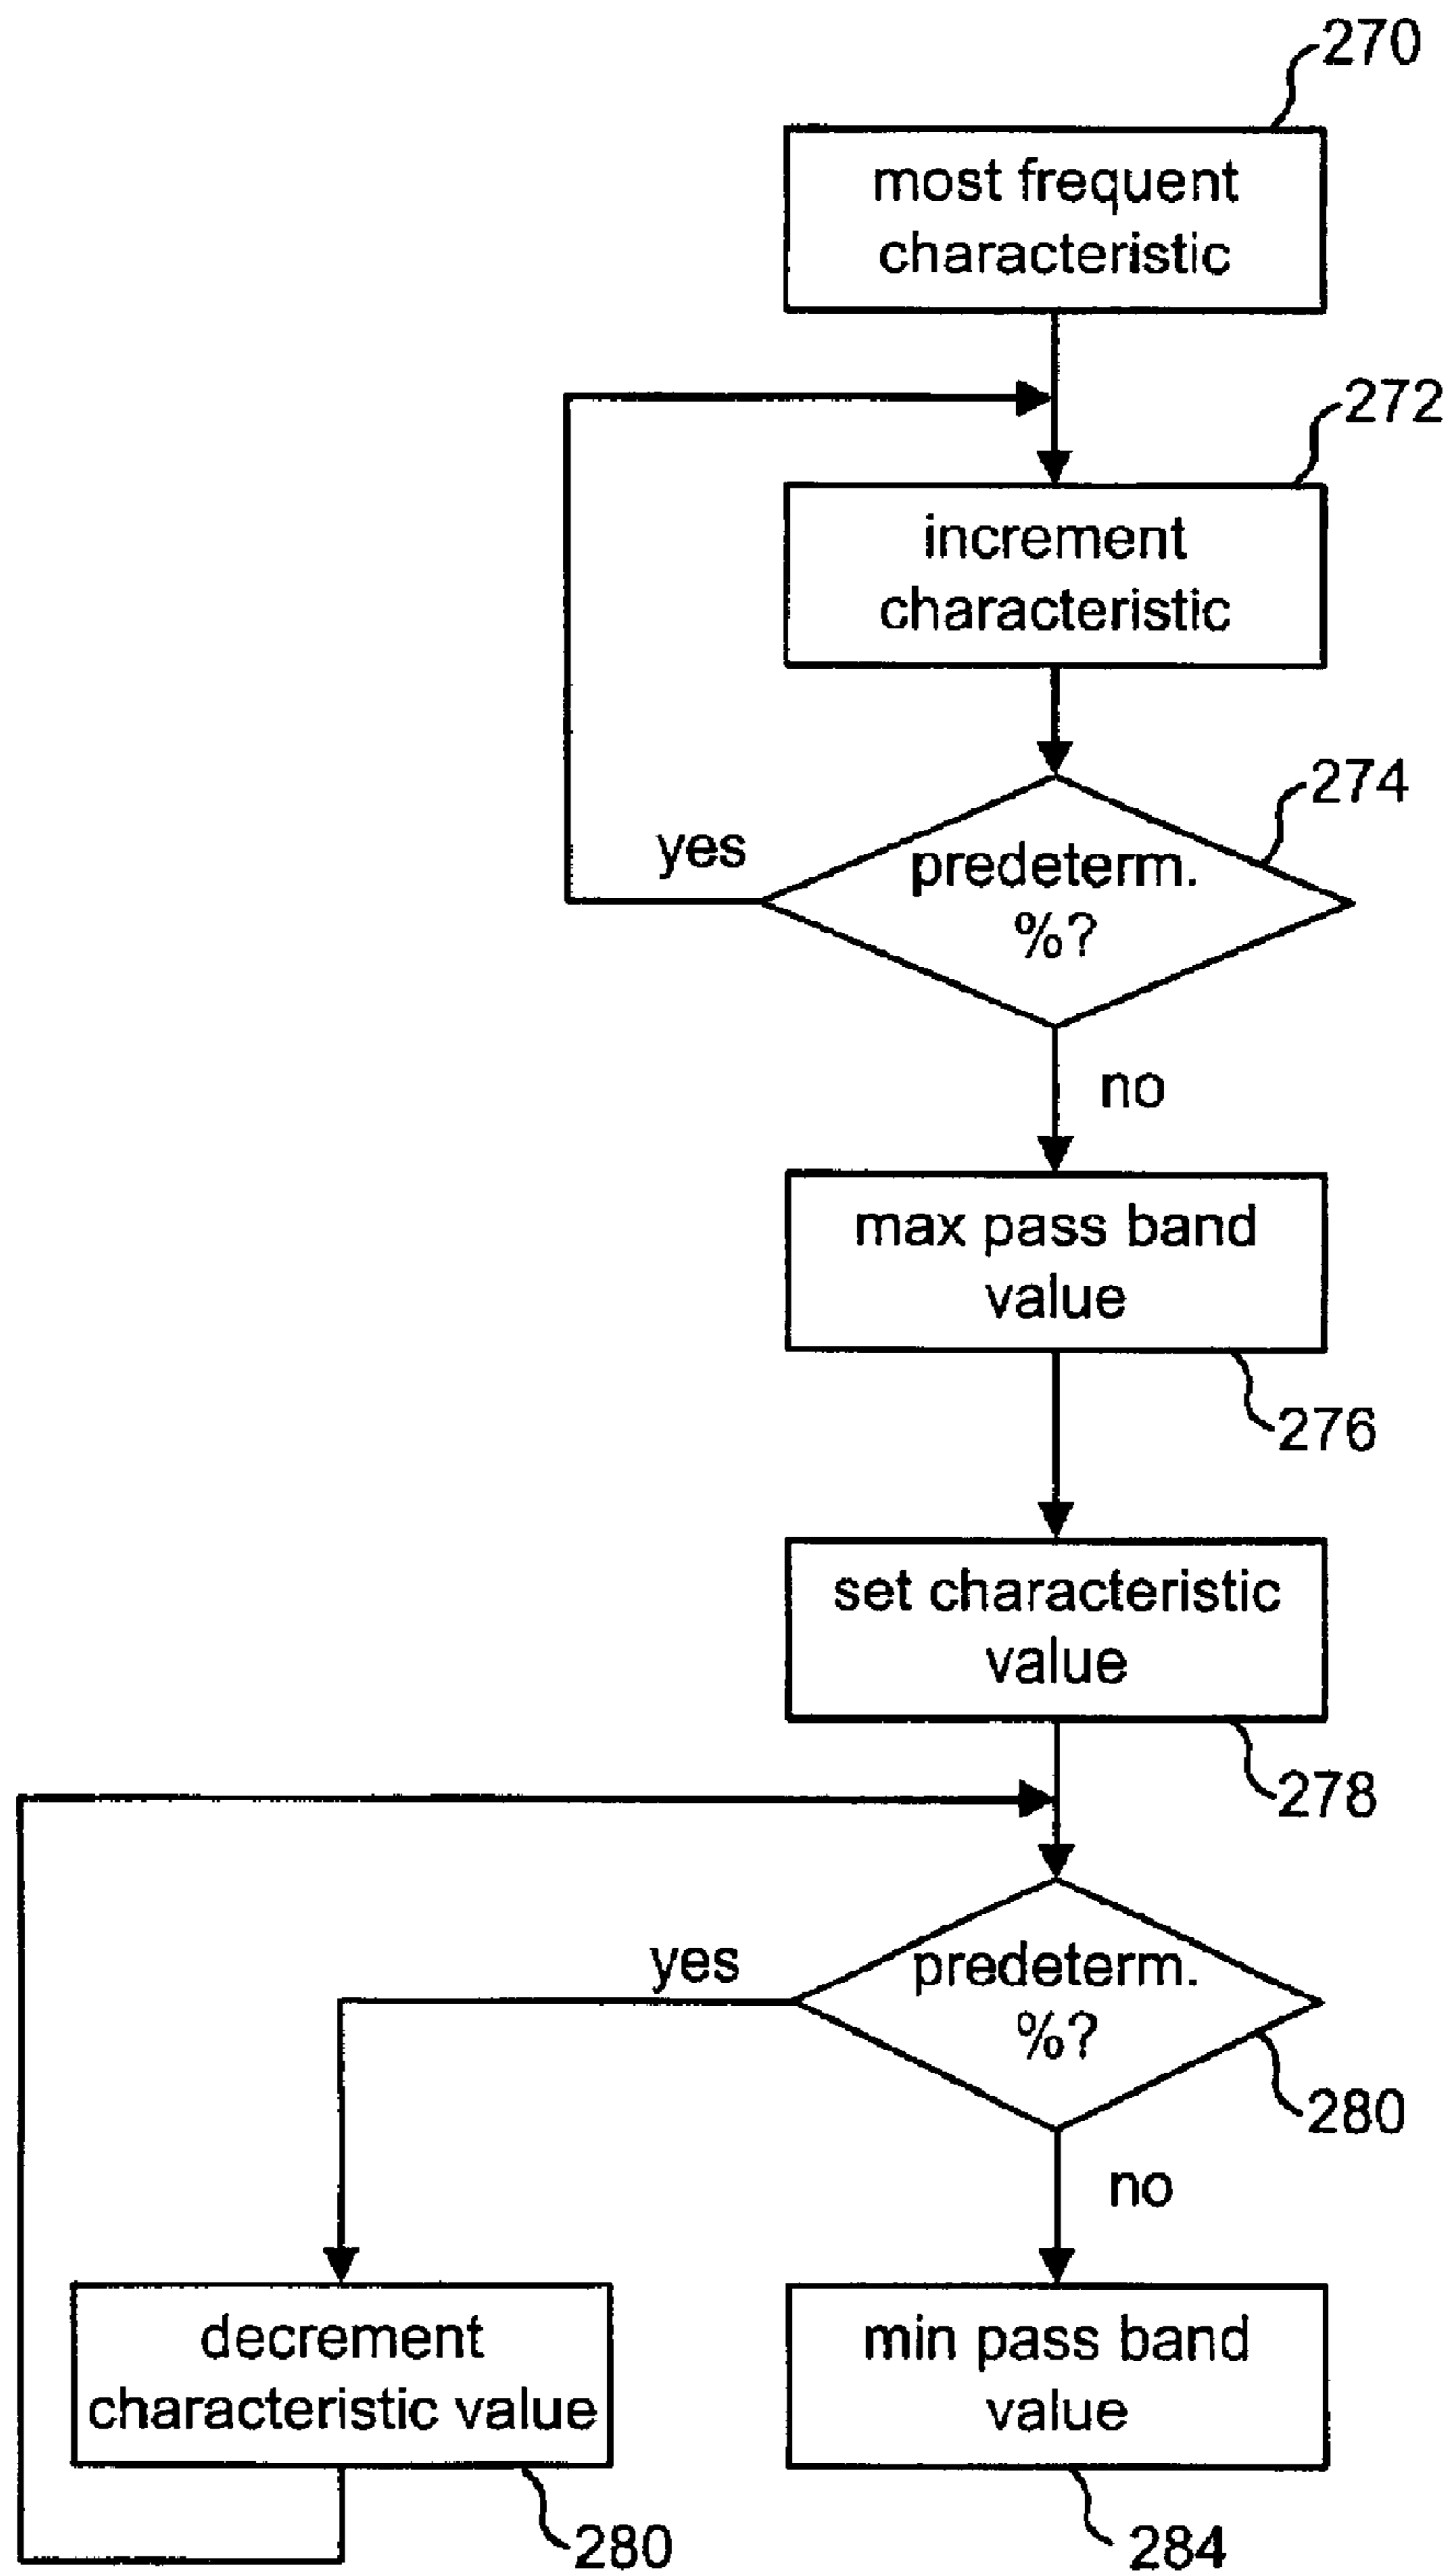 270
most frequent
characteristic
272
increment
characteristic
274
yes
predeterm.
%?
no
max pass band
value
276
set characteristic
value
278
yes
predeterm.
%?
280
no
decrement
characteristic value
280
min pass band
value
284